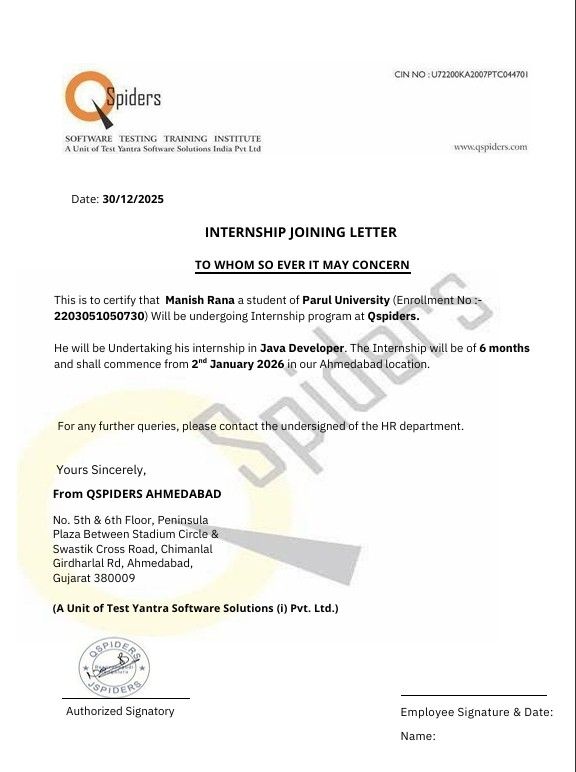 CIN NO : U72200KA2007PTC044701
QSpiders
SOFTWARE TESTING TRAINING INSTITUTE
A Unit of Test Yantra Software Solutions India Pvt Ltd
www.qspiders.com
Date: 30/12/2025
INTERNSHIP JOINING LETTER
TO WHOM SO EVER IT MAY CONCERN
This is to certify that Manish Rana a student of Parul University (Enrollment No :-
2203051050730) Will be undergoing Internship program at Qspiders.
He will be Undertaking his internship in Java Developer. The Internship will be of 6 months
and shall commence from 2nd January 2026 in our Ahmedabad location.
For any further queries, please contact the undersigned of the HR department.
Yours Sincerely,
From QSPIDERS AHMEDABAD
No. 5th & 6th Floor, Peninsula
Plaza Between Stadium Circle &
Swastik Cross Road, Chimanlal
Girdharlal Rd, Ahmedabad,
Gujarat 380009
(A Unit of Test Yantra Software Solutions (i) Pvt. Ltd.)
QSPIDERS
JSPIDERS
Authorized Signatory
Employee Signature & Date:
Name:
QSpiders